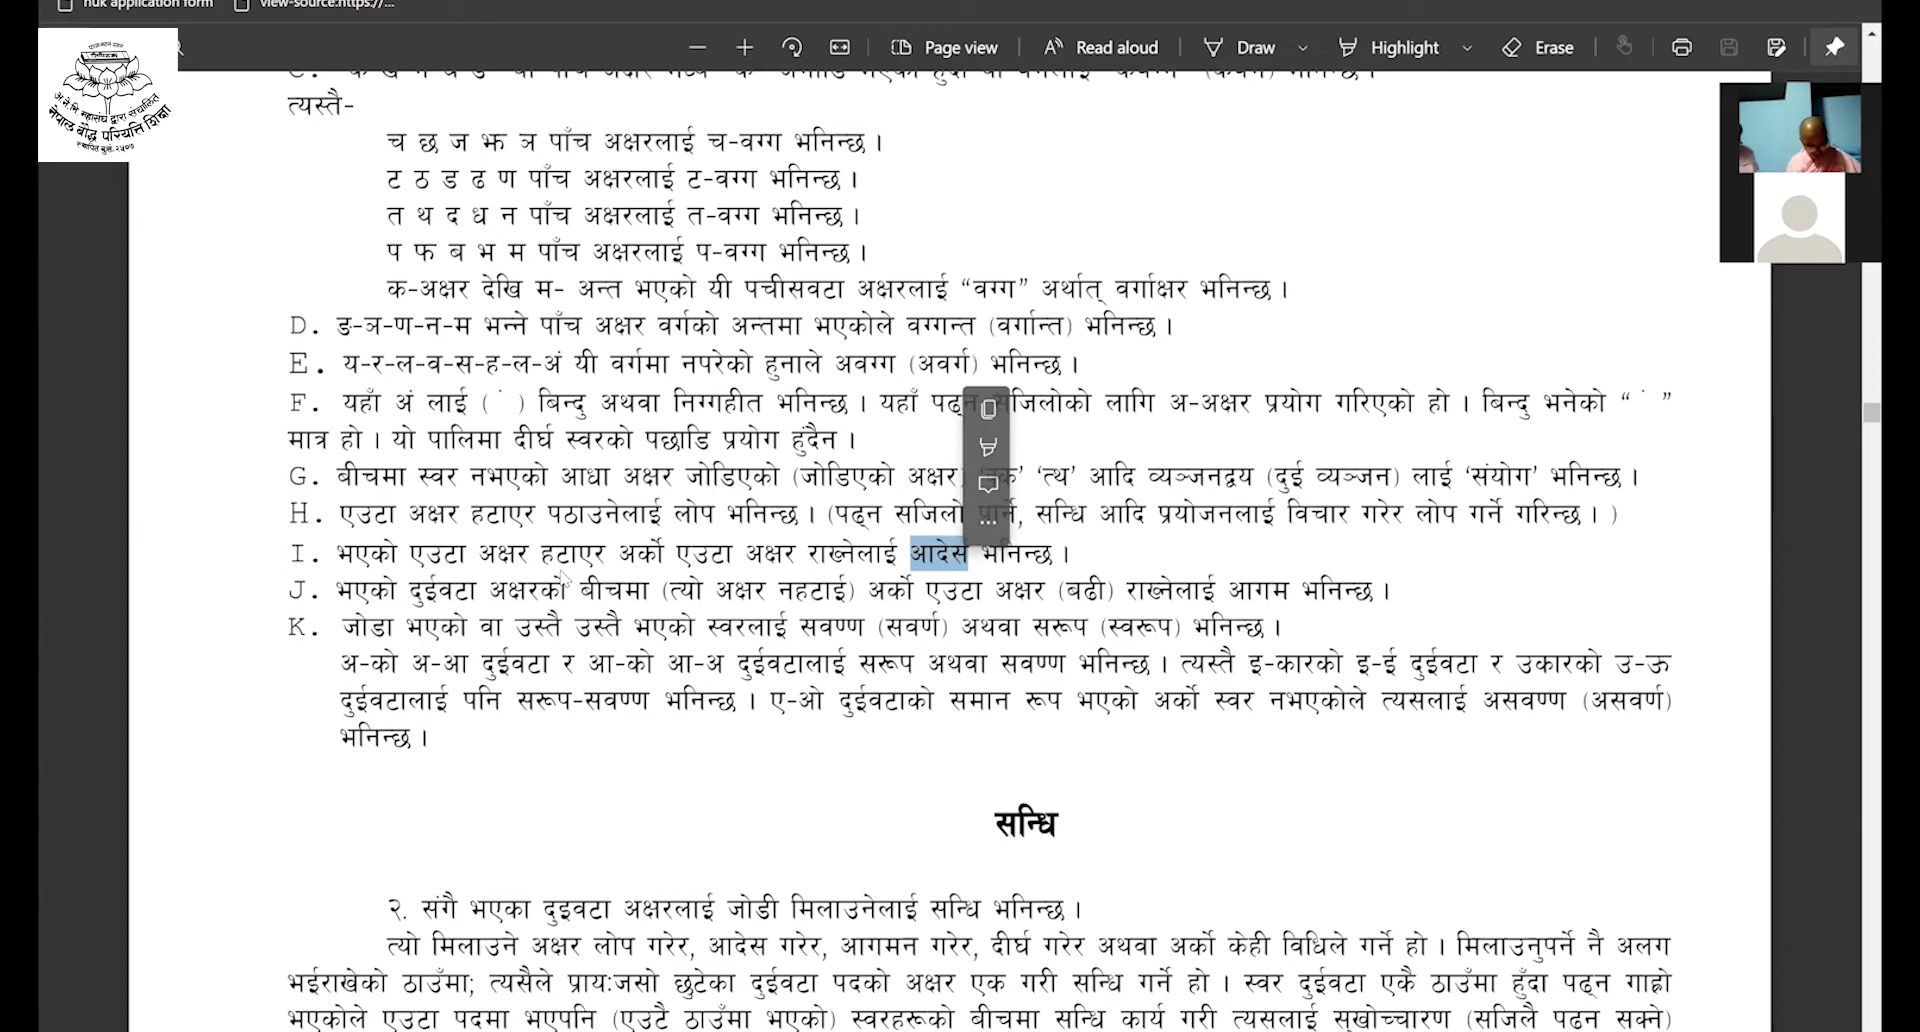 huk application form
view-source:https://...
Page view
Read aloud
Draw
Highlight
Erase
नेपाल बौद्ध परियत्ति शिक्षा
त्यस्तै-
च छ ज झ ञ पाँच अक्षरलाई च-वग्ग भनिन्छ ।
ट ठ ड ढ ण पाँच अक्षरलाई ट-वग्ग भनिन्छ ।
त थ द ध न पाँच अक्षरलाई त-वग्ग भनिन्छ ।
प फ ब भ म पाँच अक्षरलाई प-वग्ग भनिन्छ ।
क-अक्षर देखि म- अन्त भएको यी पचीसवटा अक्षरलाई “वग्ग” अर्थात् वर्गाक्षर भनिन्छ ।
D. ङ-ञ-ण-न-म भन्ने पाँच अक्षर वर्गको अन्तमा भएकोले वग्गन्त (वर्गान्त) भनिन्छ ।
E. य-र-ल-व-स-ह-ल-अं यी वर्गमा नपरेको हुनाले अवग्ग (अवर्ग) भनिन्छ ।
F. यहाँ अं लाई ( ˙ ) बिन्दु अथवा निग्गहीत भनिन्छ । यहाँ पढ्न सजिलोको लागि अ-अक्षर प्रयोग गरिएको हो । बिन्दु भनेको “ ˙ ”
मात्र हो । यो पालिमा दीर्घ स्वरको पछाडि प्रयोग हुंदैन ।
G. बीचमा स्वर नभएको आधा अक्षर जोडिएको (जोडिएको अक्षर) ‘त्थ’ आदि व्यञ्जनद्वय (दुई व्यञ्जन) लाई ‘संयोग’ भनिन्छ ।
H. एउटा अक्षर हटाएर पठाउनेलाई लोप भनिन्छ । (पढ्न सजिलो पार्ने, सन्धि आदि प्रयोजनलाई विचार गरेर लोप गर्ने गरिन्छ । )
I. भएको एउटा अक्षर हटाएर अर्को एउटा अक्षर राख्नेलाई आदेस भनिन्छ ।
J. भएको दुईवटा अक्षरको बीचमा (त्यो अक्षर नहटाई) अर्को एउटा अक्षर (बढी) राख्नेलाई आगम भनिन्छ ।
K. जोडा भएको वा उस्तै उस्तै भएको स्वरलाई सवण्ण (सवर्ण) अथवा सरूप (स्वरूप) भनिन्छ ।
अ-को अ-आ दुईवटा र आ-को आ-अ दुईवटालाई सरूप अथवा सवण्ण भनिन्छ । त्यस्तै इ-कारको इ-ई दुईवटा र उकारको उ-ऊ
दुईवटालाई पनि सरूप-सवण्ण भनिन्छ । ए-ओ दुईवटाको समान रूप भएको अर्को स्वर नभएकोले त्यसलाई असवण्ण (असवर्ण)
भनिन्छ ।
सन्धि
२. संगै भएका दुइवटा अक्षरलाई जोडी मिलाउनेलाई सन्धि भनिन्छ ।
त्यो मिलाउने अक्षर लोप गरेर, आदेस गरेर, आगमन गरेर, दीर्घ गरेर अथवा अर्को केही विधिले गर्ने हो । मिलाउनुपर्ने नै अलग
भईराखेको ठाउँमा; त्यसैले प्रायःजसो छुटेका दुईवटा पदको अक्षर एक गरी सन्धि गर्ने हो । स्वर दुईवटा एकै ठाउँमा हुँदा पढ्न गाह्रो
भएकोले एउटा पदमा भएपनि (एउटै ठाउँमा भएको) स्वरहरूको बीचमा सन्धि कार्य गरी त्यसलाई सुखोच्चारण (सजिलै पढ्न सक्ने)